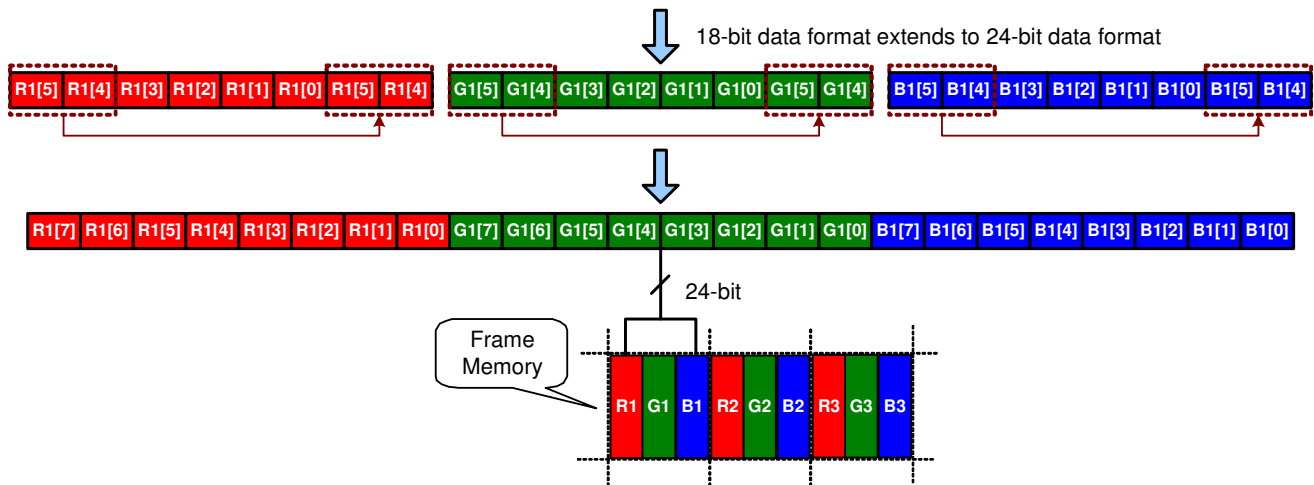 18-bit data format extends to 24-bit data format
R1[5] R1[4] R1[3] R1[2] R1[1] R1[0] R1[5] R1[4] G1[5] G1[4] G1[3] G1[2] G1[1] G1[0] G1[5] G1[4] B1[5] B1[4] B1[3] B1[2] B1[1] B1[0] B1[5] B1[4]
R1[7] R1[6] R1[5] R1[4] R1[3] R1[2] R1[1] R1[0] G1[7] G1[6] G1[5] G1[4] G1[3] G1[2] G1[1] G1[0] B1[7] B1[6] B1[5] B1[4] B1[3] B1[2] B1[1] B1[0]
24-bit
Frame
Memory
R1 G1 B1 R2 G2 B2 R3 G3 B3